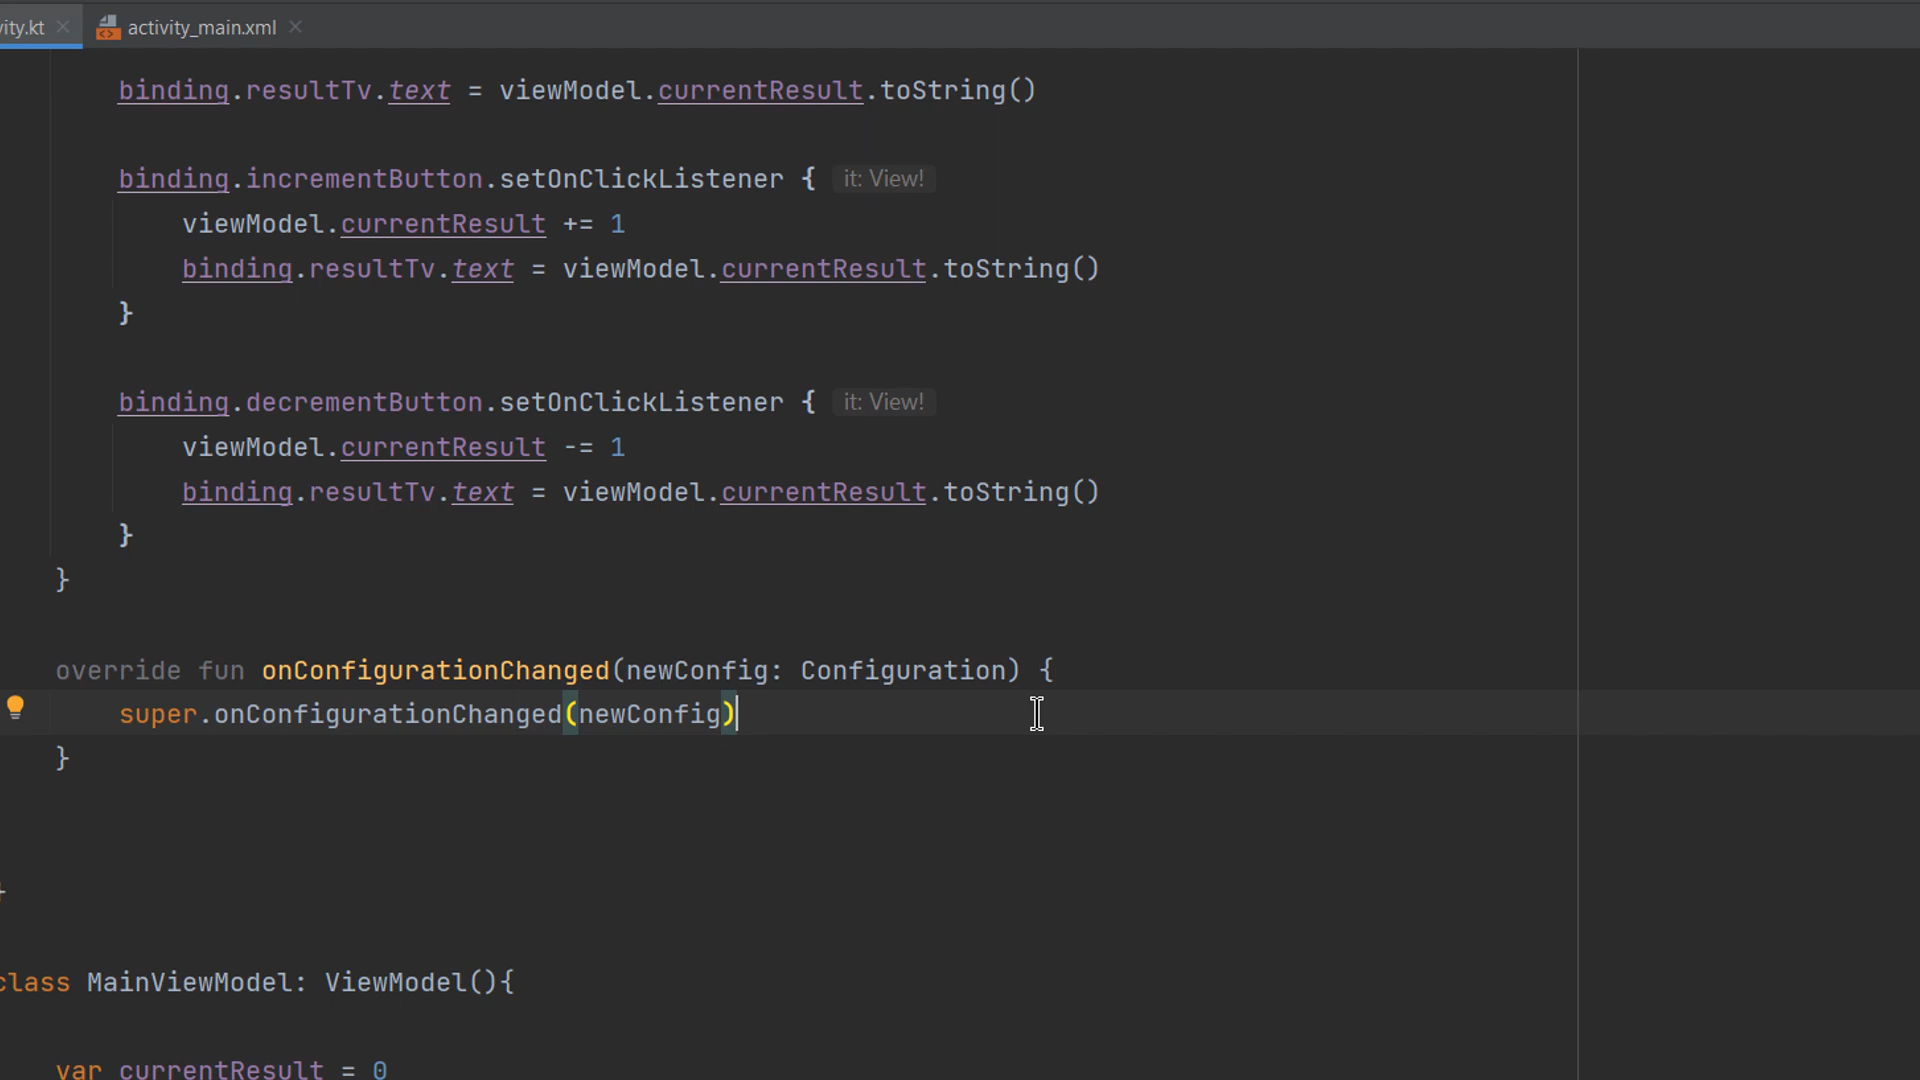 vity.kt activity_main.xml
binding.resultTv.text = viewModel.currentResult.toString()
binding.incrementButton.setOnClickListener { it: View!
viewModel.currentResult += 1
binding.resultTv.text = viewModel.currentResult.toString()
}
binding.decrementButton.setOnClickListener { it: View!
viewModel.currentResult -= 1
binding.resultTv.text = viewModel.currentResult.toString()
}
}
override fun onConfigurationChanged(newConfig: Configuration) {
super.onConfigurationChanged(newConfig)
}
}
class MainViewModel: ViewModel(){
var currentResult = 0